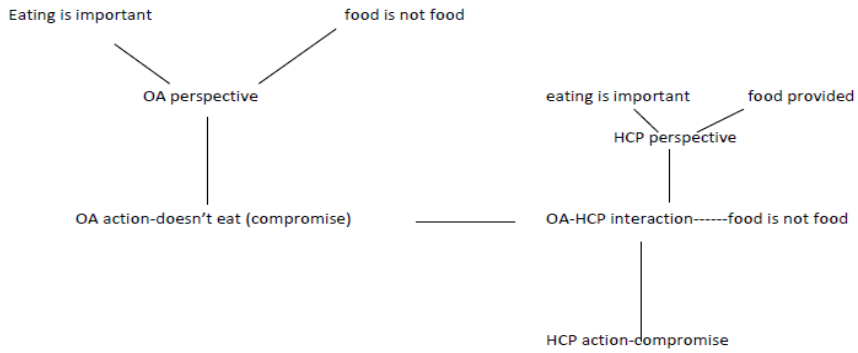 Eating is important
food is not food
OA perspective
eating is important
food provided
HCP perspective
OA action-doesn't eat (compromise)
OA-HCP interaction------food is not food
HCP action-compromise